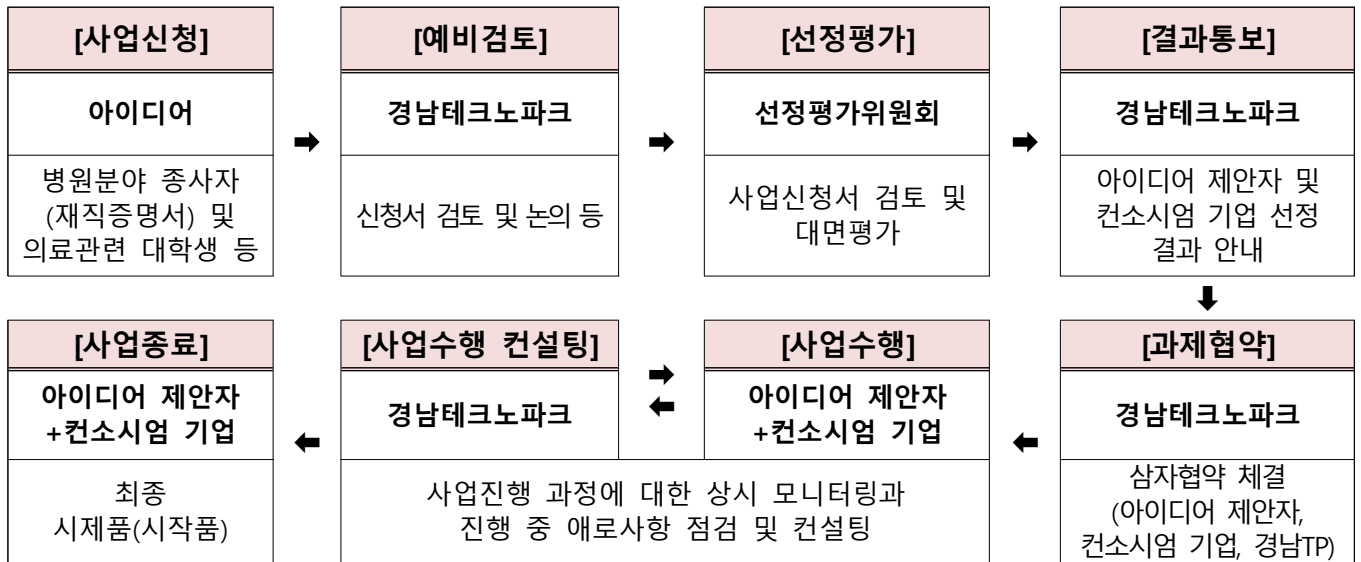 [사업신청]
아이디어
병원분야 종사자
(재직증명서) 및
의료관련 대학생 등
➡
[예비검토]
경남테크노파크
신청서 검토 및 논의 등
➡
[선정평가]
선정평가위원회
사업신청서 검토 및
대면평가
➡
[결과통보]
경남테크노파크
아이디어 제안자 및
컨소시엄 기업 선정
결과 안내
⬇
[과제협약]
경남테크노파크
삼자협약 체결
(아이디어 제안자,
컨소시엄 기업, 경남TP)
⬅
[사업수행]
아이디어 제안자
+컨소시엄 기업
➡
⬅
[사업수행 컨설팅]
경남테크노파크
사업진행 과정에 대한 상시 모니터링과
진행 중 애로사항 점검 및 컨설팅
⬅
[사업종료]
아이디어 제안자
+컨소시엄 기업
최종
시제품(시작품)